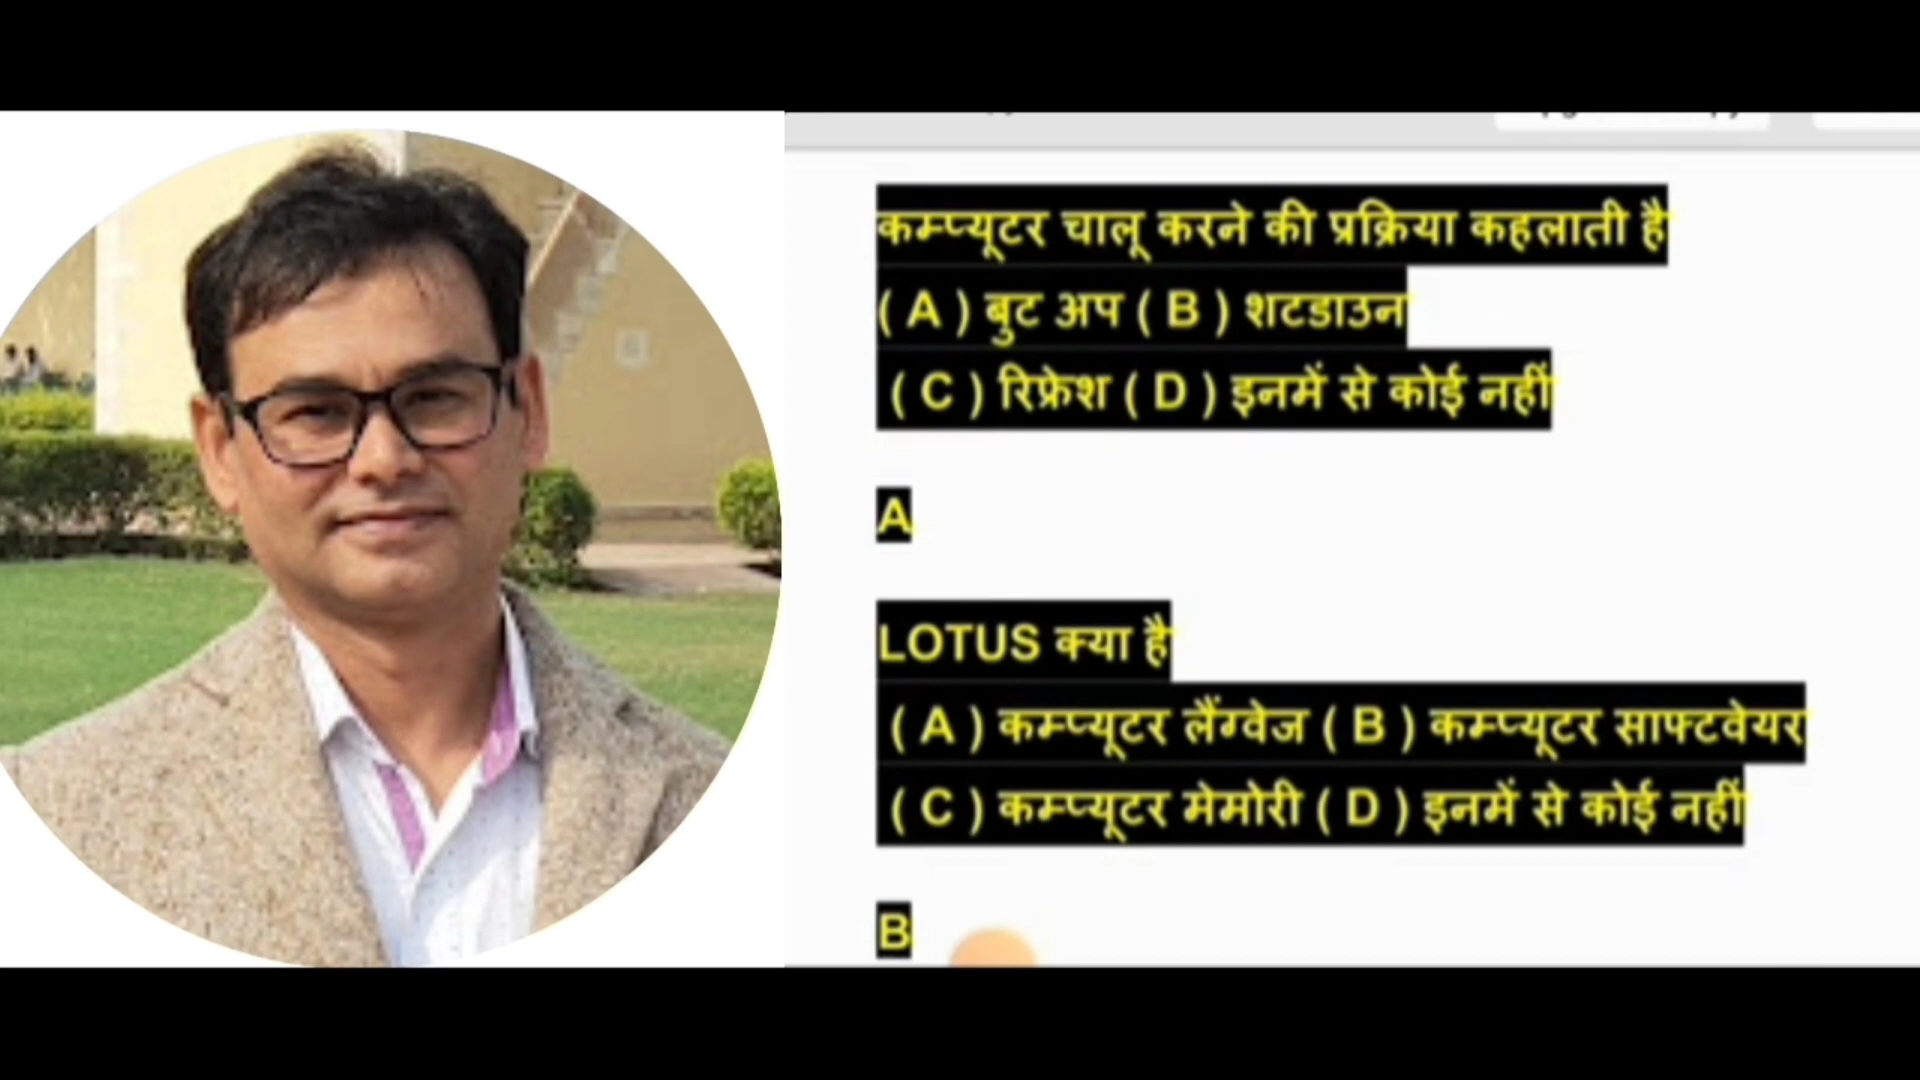 कम्प्यूटर चालू करने की प्रक्रिया कहलाती है
( A ) बुट अप ( B ) शटडाउन
( C ) रिफ्रेश ( D ) इनमें से कोई नहीं
A
LOTUS क्या है
( A ) कम्प्यूटर लैंग्वेज ( B ) कम्प्यूटर साफ्टवेयर
( C ) कम्प्यूटर मेमोरी ( D ) इनमें से कोई नहीं
B